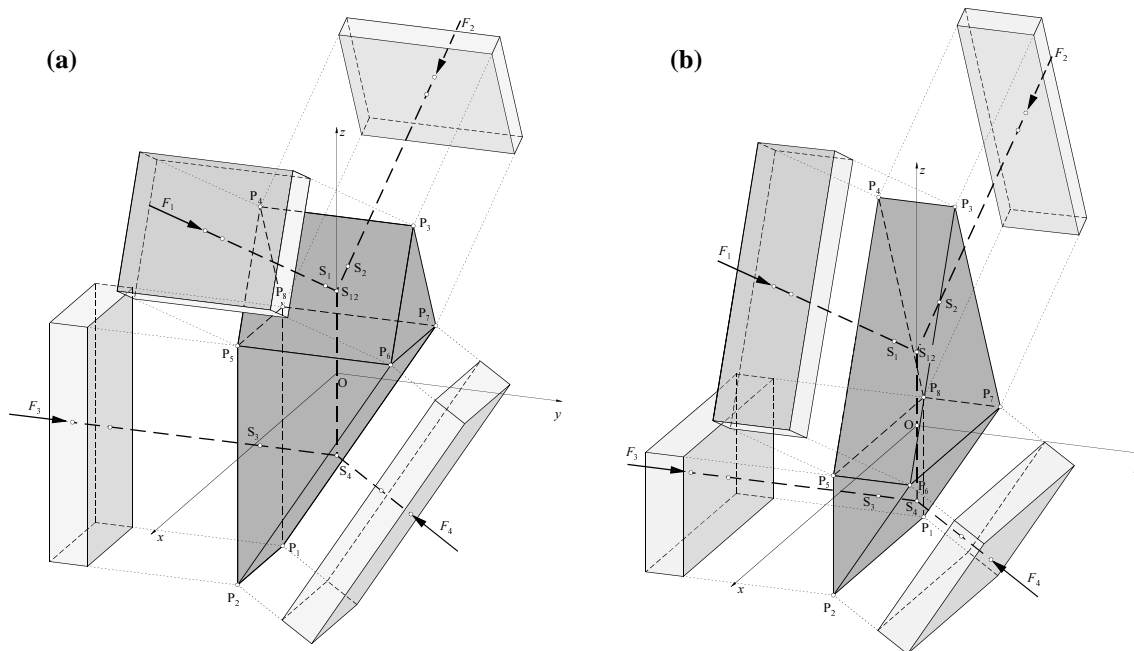 (a)
F2
z
P4
P3
F1
S1
S2
S12
P8
P7
P5
P6
O
y
F3
S3
S4
F4
x
P1
P2
(b)
F2
z
P4
P3
F1
S2
S1
S12
P8
P7
O
F3
P5
P6
S3
S4
P1
x
F4
P2